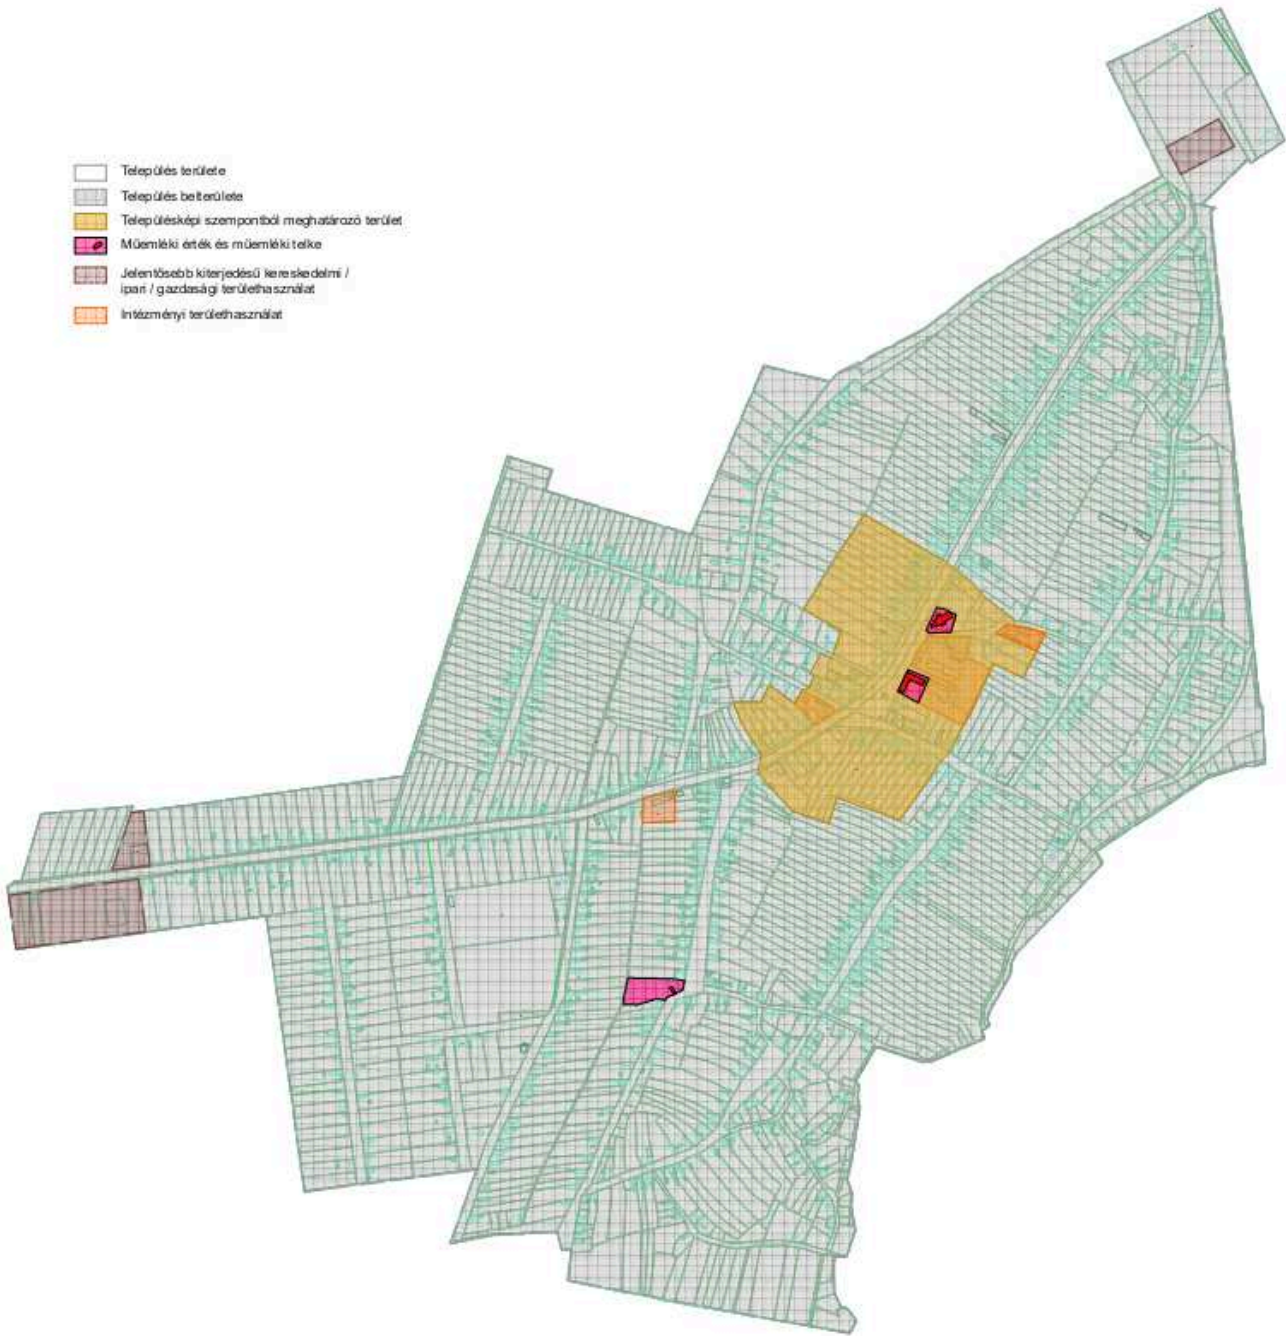 Település területe
Település belterülete
Településképi szempontból meghatározó terület
Műemléki érték és műemléki telke
Jelentősebb kiterjedésű kereskedelmi /
ipari / gazdasági területhasználat
Intézményi területhasználat